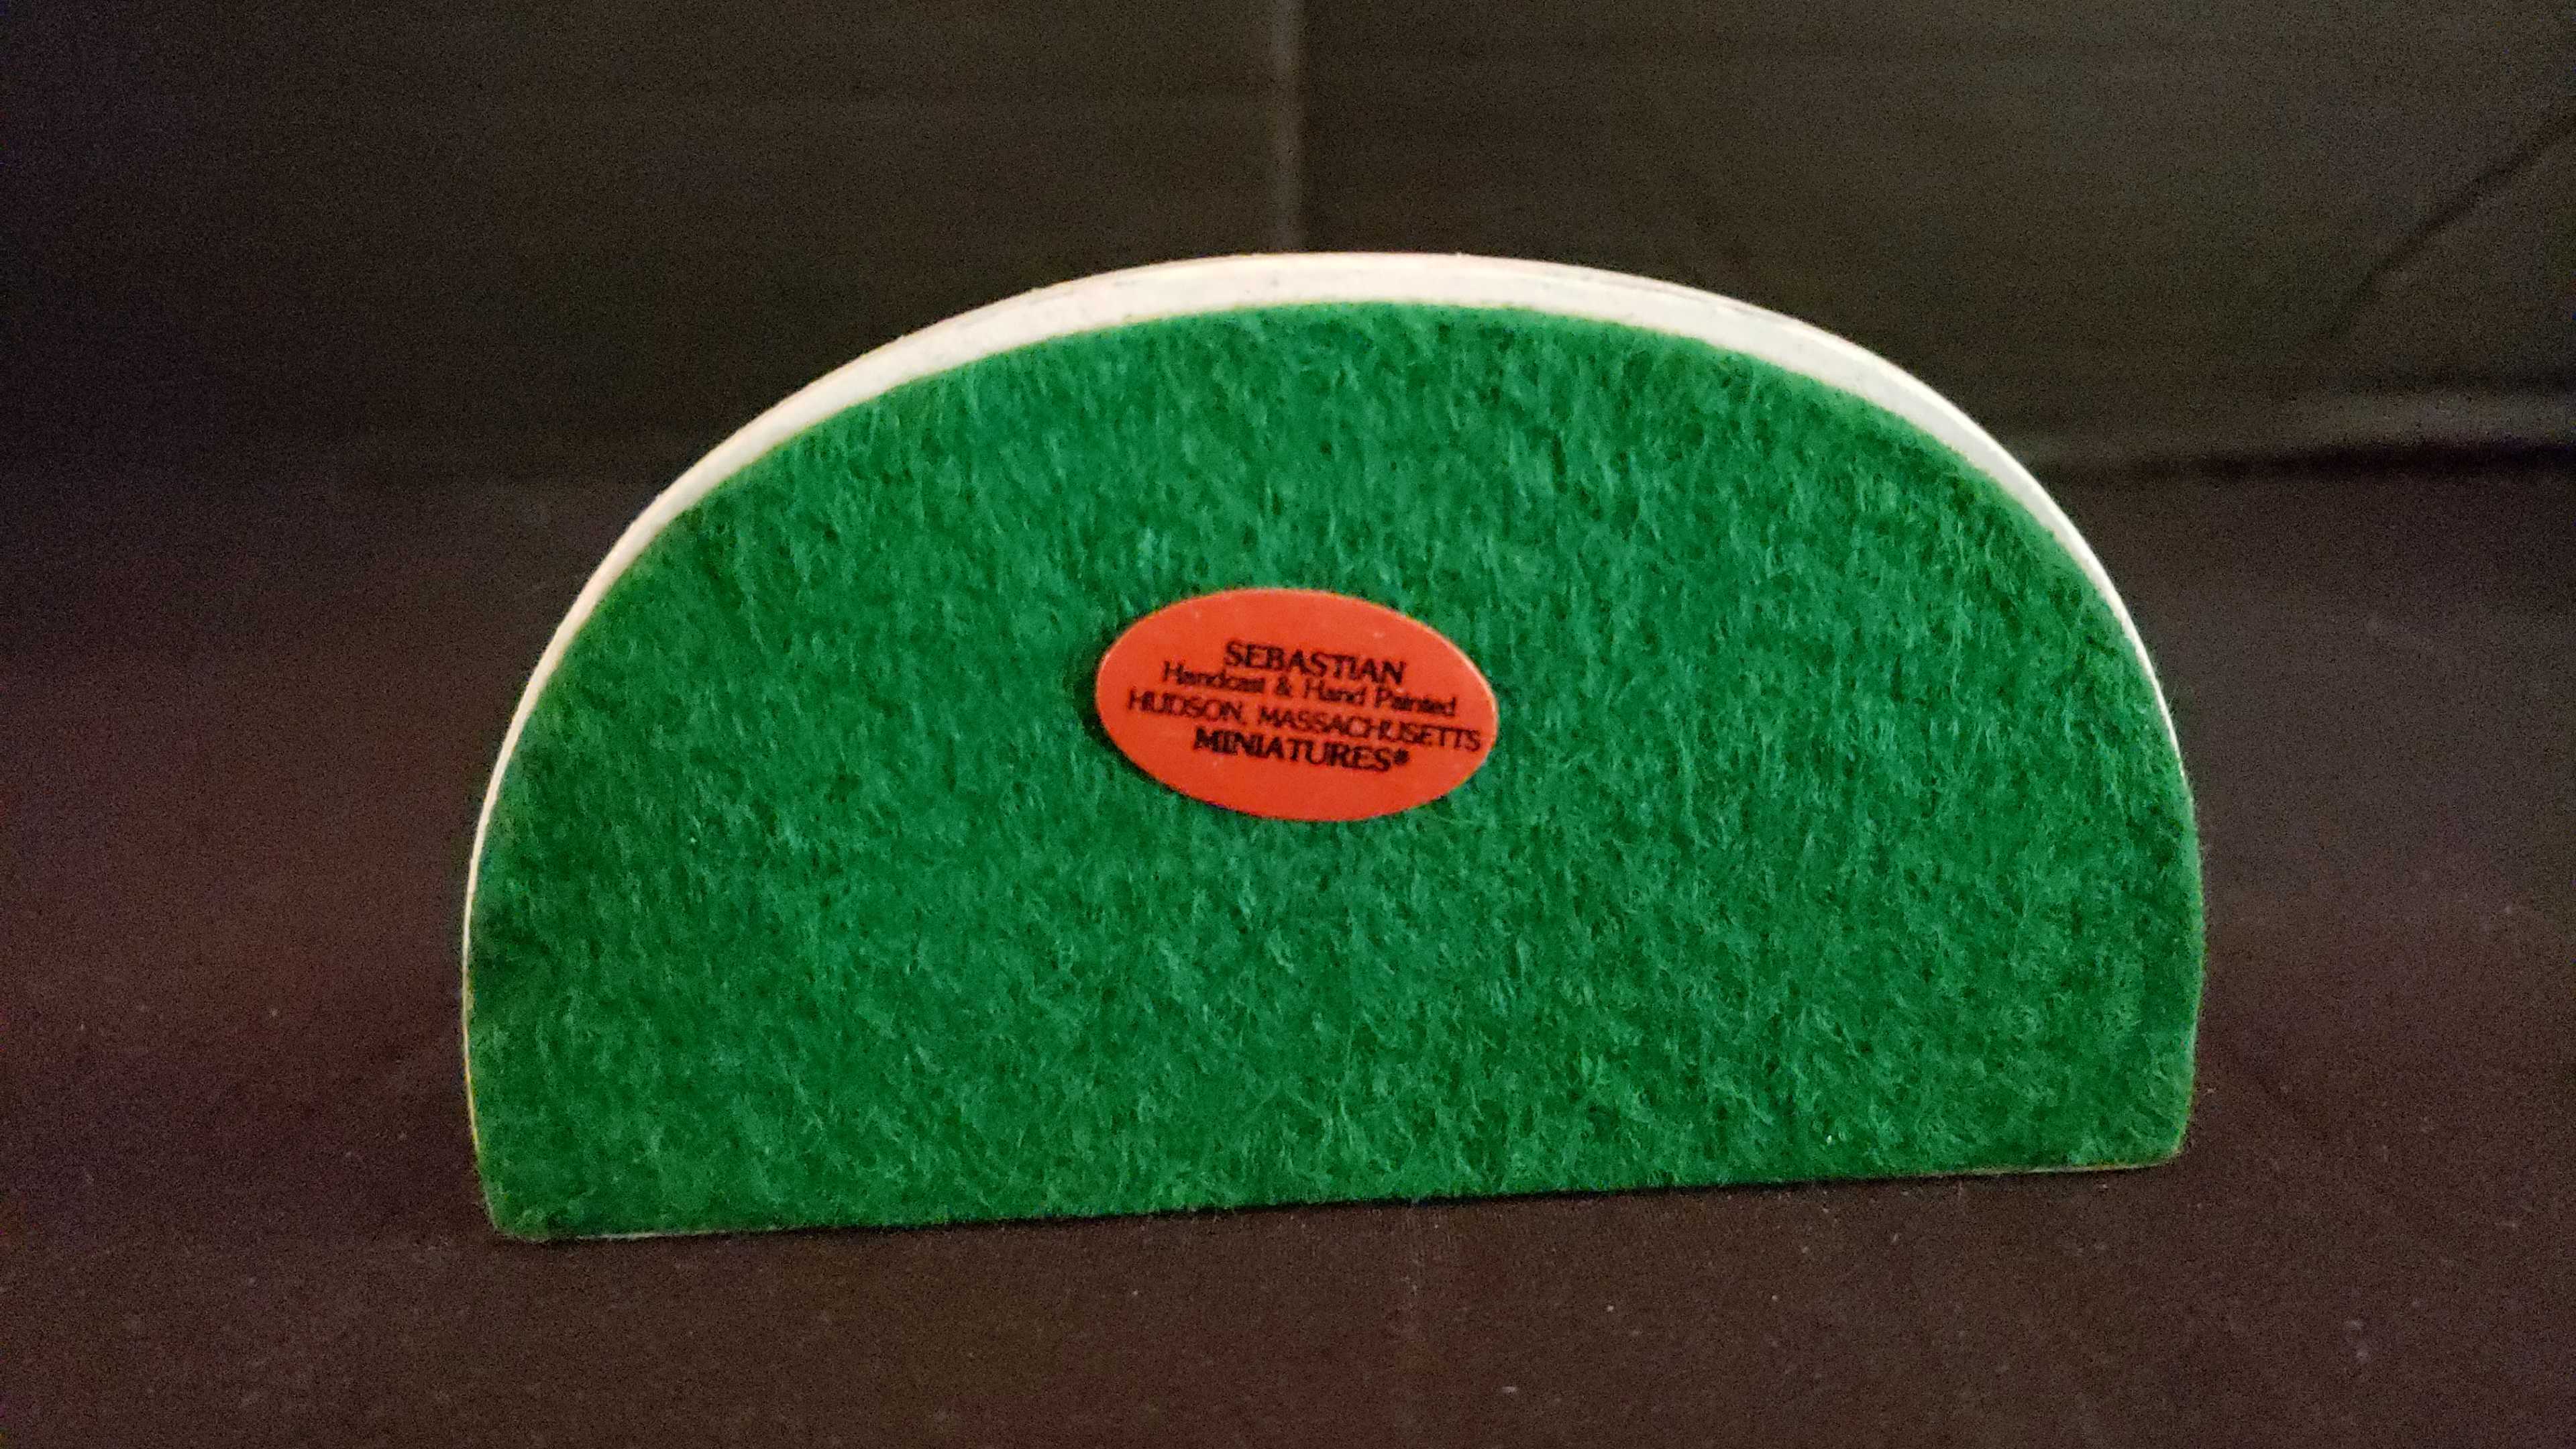 SEBASTIAN
Handcast & Hand Painted
HUDSON, MASSACHUSETTS
MINIATURES®